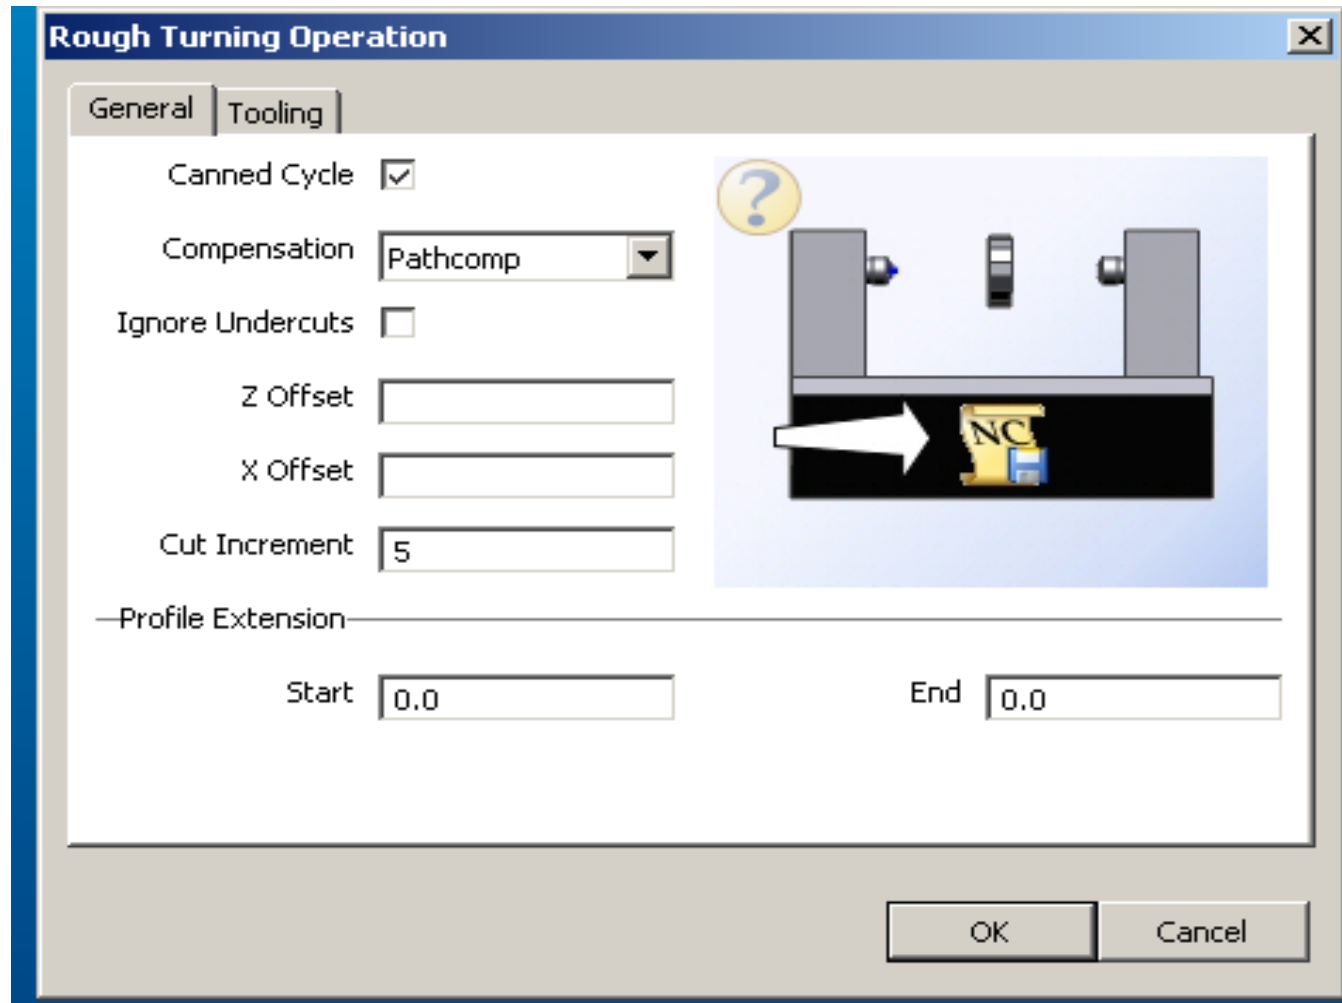 Rough Turning Operation
General Tooling
Canned Cycle
Compensation Pathcomp
Ignore Undercuts
Z Offset
NC
X Offset
Cut Increment 5
Profile Extension
Start 0.0 End 0.0
OK Cancel